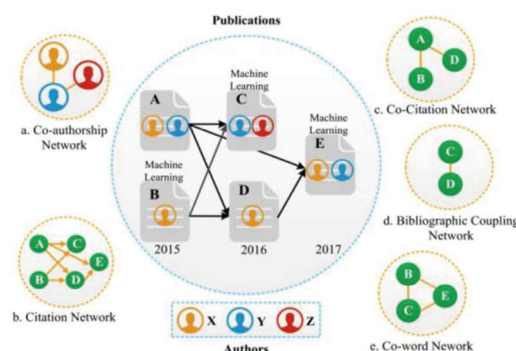 Publications
A
B
C
D
E
Machine Learning
Machine Learning
Machine Learning
2015 2016 2017
a. Co-authorship
Network
A C
B D
E
b. Citation Network
A
B
D
c. Co-Citation Network
C
D
d. Bibliographic Coupling
Network
B
C
E
e. Co-word Network
X Y Z
Authors